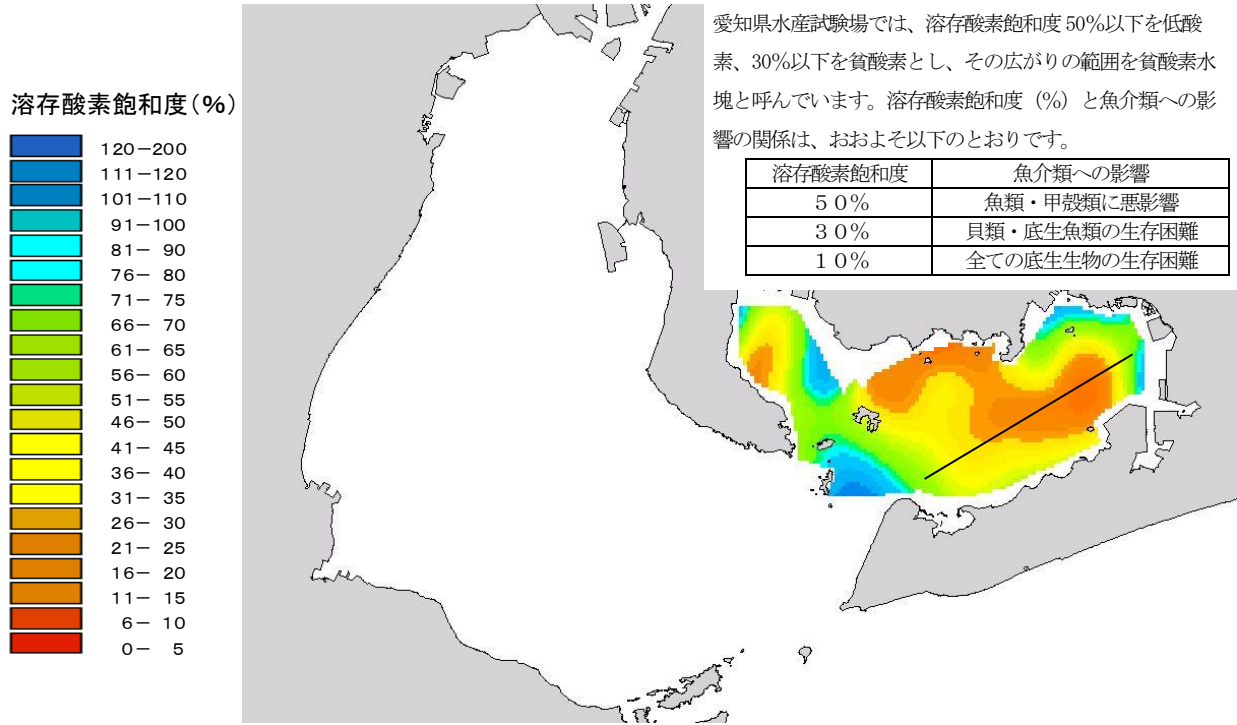 愛知県水産試験場では、溶存酸素飽和度 50%以下を低酸
素、30%以下を貧酸素とし、その広がりの範囲を貧酸素水
塊と呼んでいます。溶存酸素飽和度（%）と魚介類への影
響の関係は、おおよそ以下のとおりです。
溶存酸素飽和度 魚介類への影響
５０% 魚類・甲殻類に悪影響
３０% 貝類・底生魚類の生存困難
１０% 全ての底生生物の生存困難
溶存酸素飽和度(%)
120－200
111－120
101－110
91－100
81－ 90
76－ 80
71－ 75
66－ 70
61－ 65
56－ 60
51－ 55
46－ 50
41－ 45
36－ 40
31－ 35
26－ 30
21－ 25
16－ 20
11－ 15
6－ 10
0－ 5